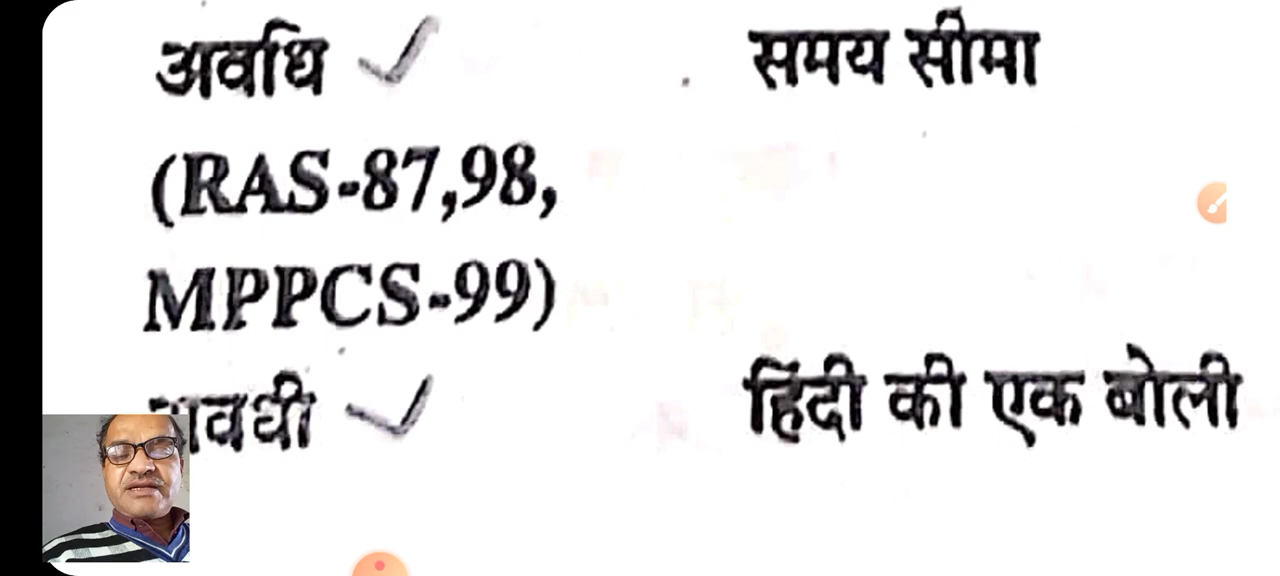 अवधि समय सीमा
(RAS-87,98,
MPPCS-99)
हिंदी की एक बोली